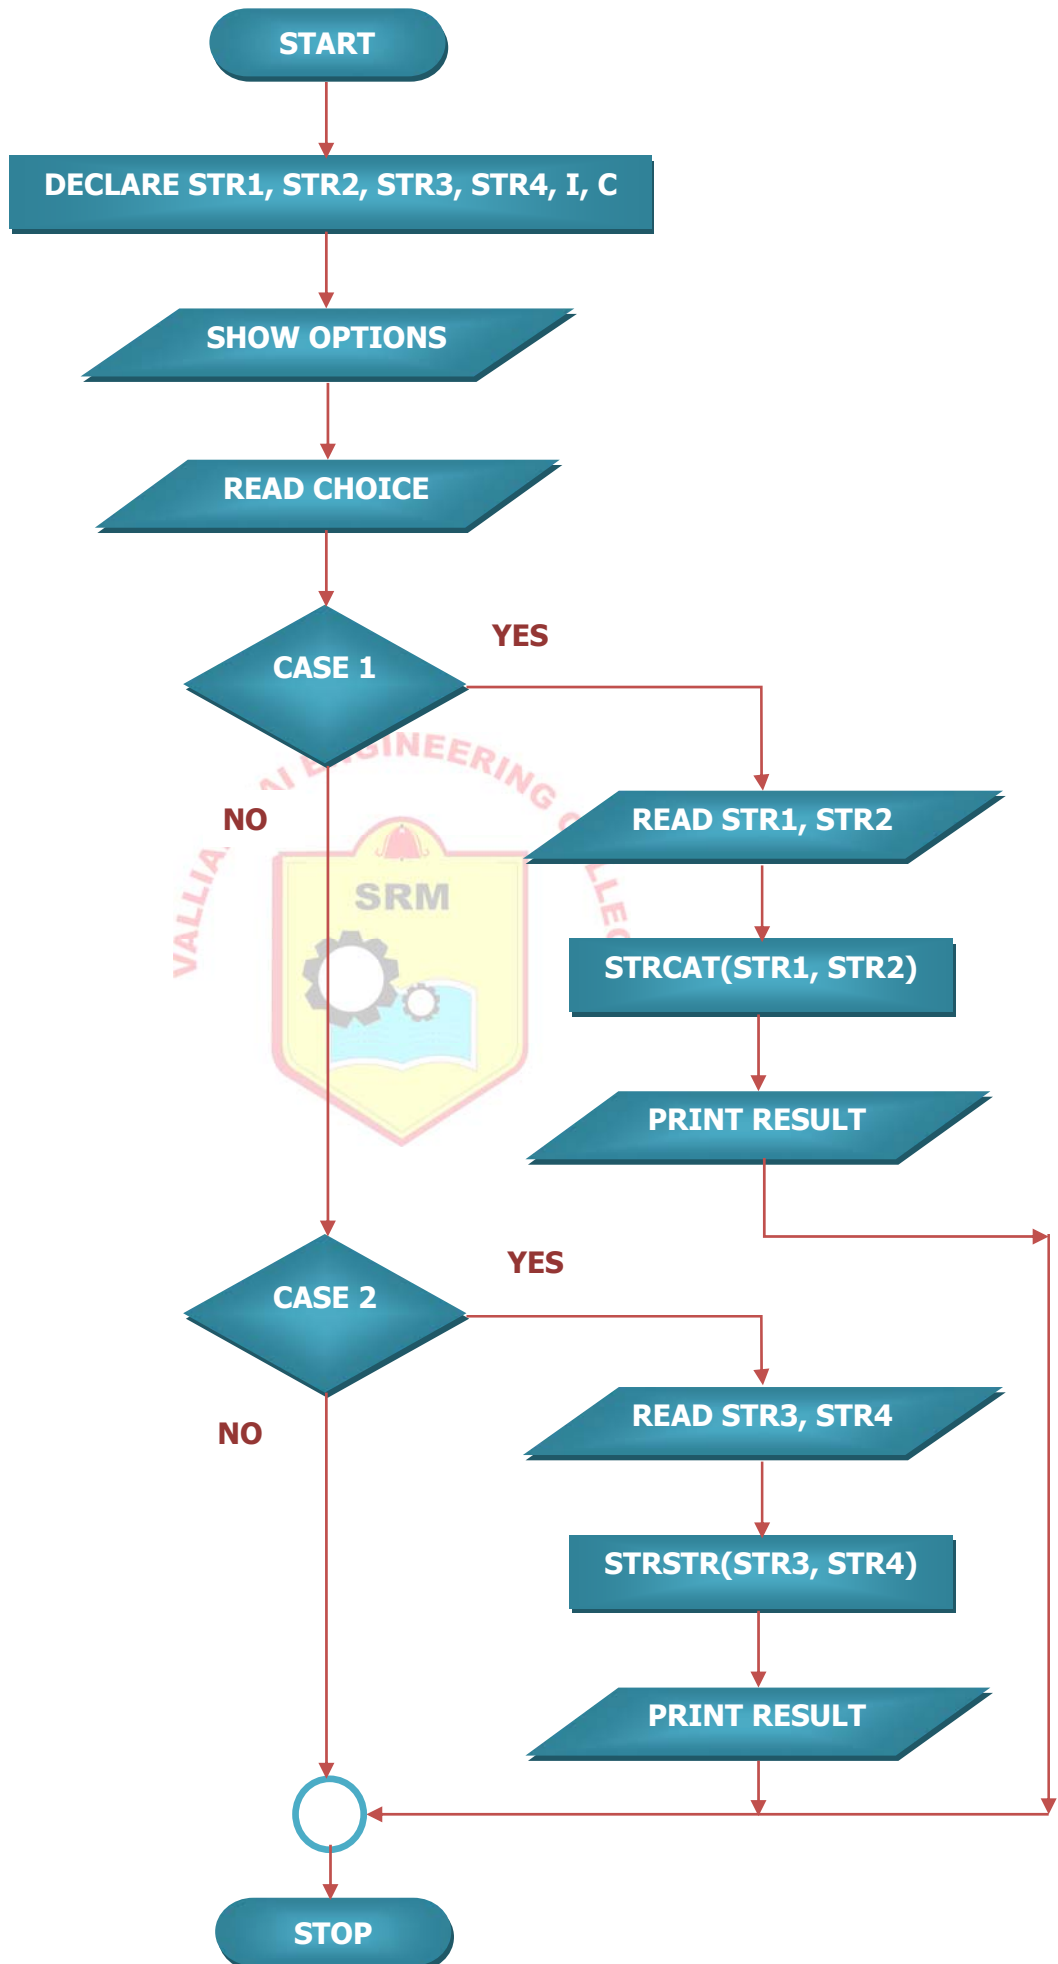 START
DECLARE STR1, STR2, STR3, STR4, I, C
SHOW OPTIONS
READ CHOICE
CASE 1
YES
NO
SRM
READ STR1, STR2
STRCAT(STR1, STR2)
PRINT RESULT
CASE 2
YES
NO
READ STR3, STR4
STRSTR(STR3, STR4)
PRINT RESULT
STOP